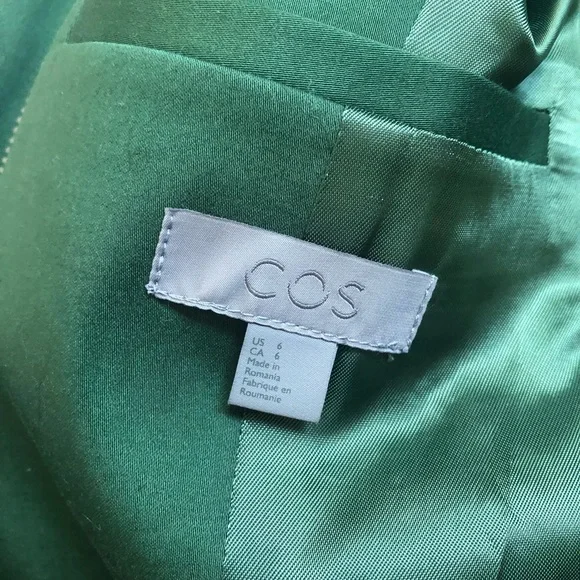 COS
US 6
CA 6
Made in
Romania
Fabriqué en
Roumanie